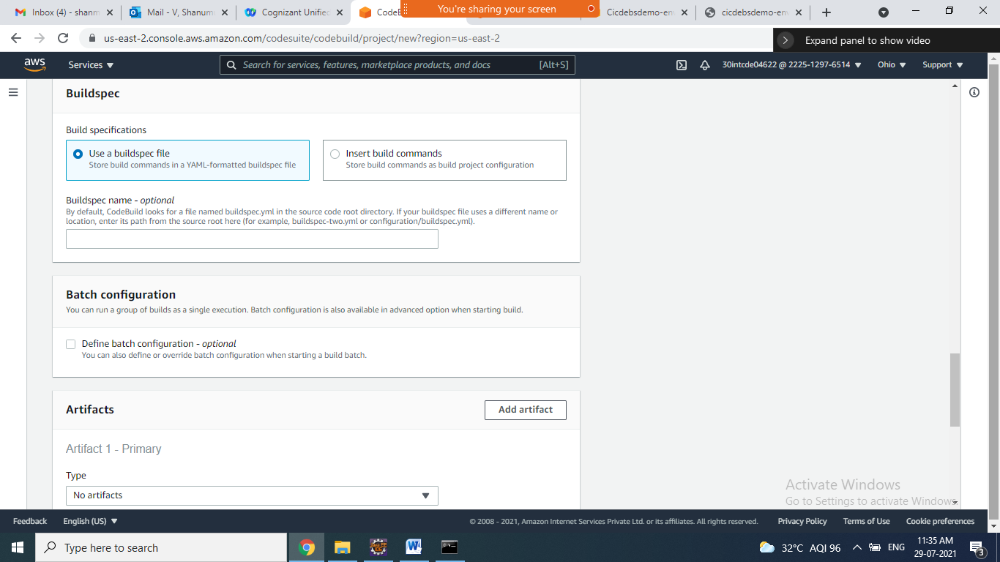 Inbox (4) - shanm
Mail - V, Shanumu
Cognizant Unified
CodeB
You're sharing your screen
Cicdebsdemo-en
cicdebsdemo-env
us-east-2.console.aws.amazon.com/codesuite/codebuild/project/new?region=us-east-2
Expand panel to show video
aws
Services
Search for services, features, marketplace products, and docs
[Alt+S]
30intcde04622 @ 2225-1297-6514
Ohio
Support
Buildspec
Build specifications
Use a buildspec file
Store build commands in a YAML-formatted buildspec file
Insert build commands
Store build commands as build project configuration
Buildspec name - optional
By default, CodeBuild looks for a file named buildspec.yml in the source code root directory. If your buildspec file uses a different name or
location, enter its path from the source root here (for example, buildspec-two.yml or configuration/buildspec.yml).
Batch configuration
You can run a group of builds as a single execution. Batch configuration is also available in advanced option when starting build.
Define batch configuration - optional
You can also define or override batch configuration when starting a build batch.
Artifacts
Add artifact
Artifact 1 - Primary
Type
No artifacts
Activate Windows
Go to Settings to activate Windows.
Feedback
English (US)
© 2008 - 2021, Amazon Internet Services Private Ltd. or its affiliates. All rights reserved.
Privacy Policy
Terms of Use
Cookie preferences
Type here to search
32°C AQI 96
ENG
11:35 AM
29-07-2021
3